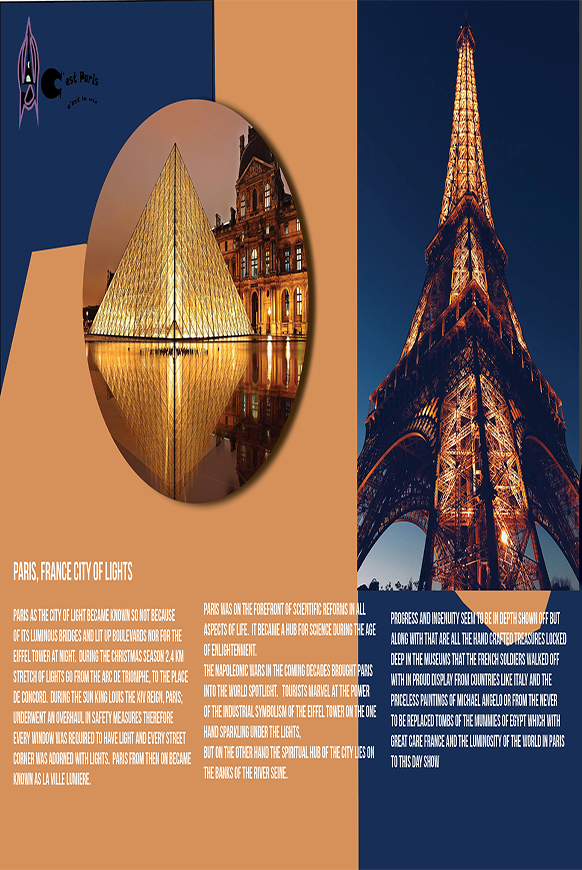 C'est Paris
c'est la vie
PARIS, FRANCE CITY OF LIGHTS
PARIS AS THE CITY OF LIGHT BECAME KNOWN SO NOT BECAUSE
OF ITS LUMINOUS BRIDGES AND LIT UP BOULEVARDS NOR FOR THE
EIFFEL TOWER AT NIGHT. DURING THE CHRISTMAS SEASON 2.4 KM
STRETCH OF LIGHTS GO FROM THE ARC DE TRIOMPHE, TO THE PLACE
DE CONCORD. DURING THE SUN KING LOUIS THE XIV REIGN, PARIS;
UNDERWENT AN OVERHAUL IN SAFETY MEASURES THEREFORE
EVERY WINDOW WAS REQUIRED TO HAVE LIGHT AND EVERY STREET
CORNER WAS ADORNED WITH LIGHTS. PARIS FROM THEN ON BECAME
KNOWN AS LA VILLE LUMIERE.
PARIS WAS ON THE FOREFRONT OF SCIENTIFIC REFORMS IN ALL
ASPECTS OF LIFE. IT BECAME A HUB FOR SCIENCE DURING THE AGE
OF ENLIGHTENMENT.
THE NAPOLEONIC WARS IN THE COMING DECADES BROUGHT PARIS
INTO THE WORLD SPOTLIGHT. TOURISTS MARVEL AT THE POWER
OF THE INDUSTRIAL SYMBOLISM OF THE EIFFEL TOWER ON THE ONE
HAND SPARKLING UNDER THE LIGHTS,
BUT ON THE OTHER HAND THE SPIRITUAL HUB OF THE CITY LIES ON
THE BANKS OF THE RIVER SEINE.
PROGRESS AND INGENUITY SEEM TO BE IN DEPTH SHOWN OFF BUT
ALONG WITH THAT ARE ALL THE HAND CRAFTED TREASURES LOCKED
DEEP IN THE MUSEUMS THAT THE FRENCH SOLDIERS WALKED OFF
WITH IN PROUD DISPLAY FROM COUNTRIES LIKE ITALY AND THE
PRICELESS PAINTINGS OF MICHAEL ANGELO OR FROM THE NEVER
TO BE REPLACED TOMBS OF THE MUMMIES OF EGYPT WHICH WITH
GREAT CARE FRANCE AND THE LUMINOSITY OF THE WORLD IN PARIS
TO THIS DAY SHOW